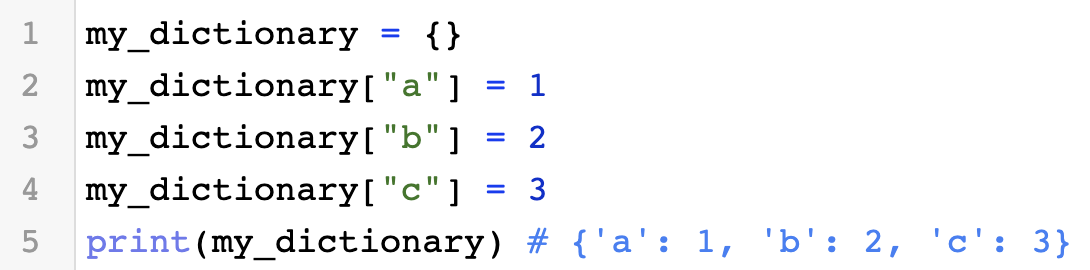 1 my_dictionary = {}
2 my_dictionary["a"] = 1
3 my_dictionary["b"] = 2
4 my_dictionary["c"] = 3
5 print(my_dictionary) # {'a': 1, 'b': 2, 'c': 3}